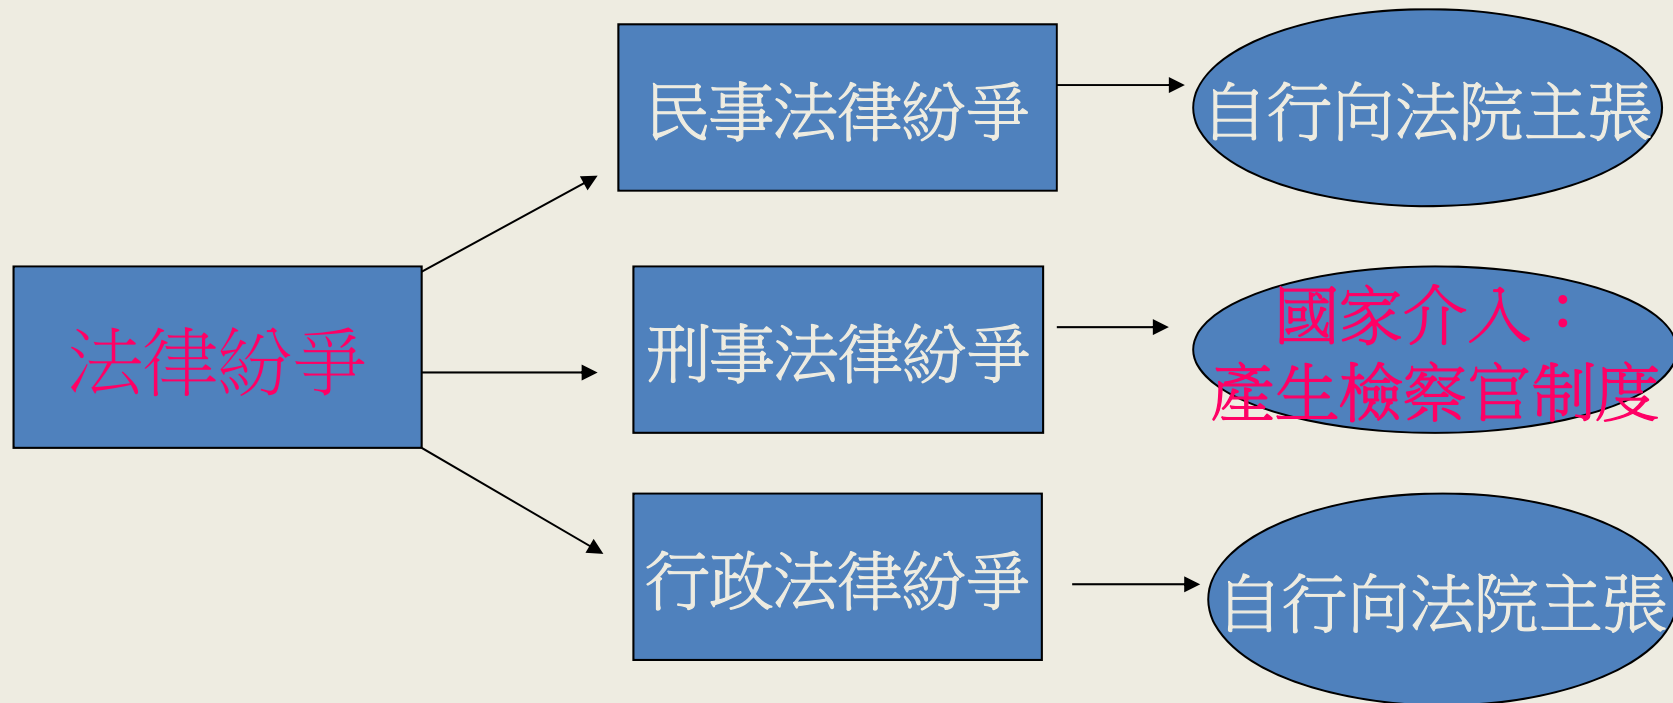 民事法律紛爭
自行向法院主張
法律紛爭
刑事法律紛爭
國家介入：
產生檢察官制度
行政法律紛爭
自行向法院主張